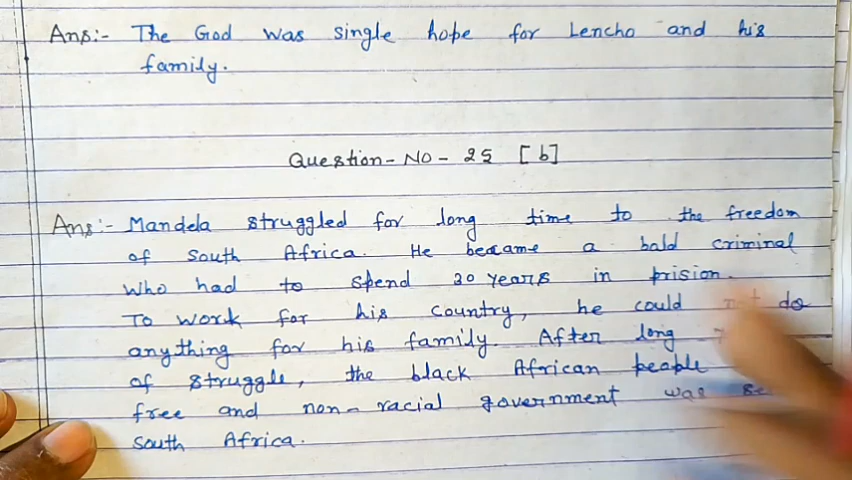 Ans:- The God was single hope for Lencho and his
family.
Question-No- 25 [b]
Ans:- Mandela struggled for long time to the freedom
of south Africa. He became a bald criminal
who had to spend 30 years in prision.
To work for his country, he could not do
anything for his family. After long
of struggle, the black African peaple
free and non-racial government was
south Africa.